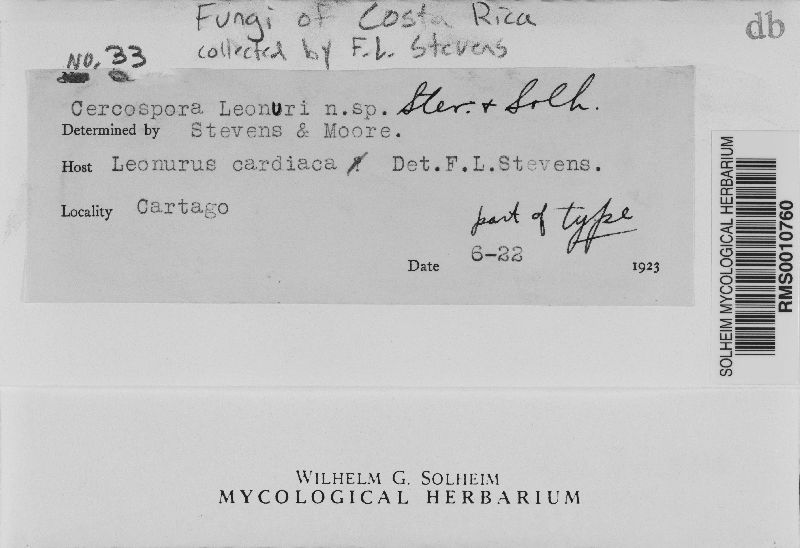 Fungi of Costa Rica
collected by F.L. Stevens
db
NO. 33
Cercospora Leonuri n.sp. Stev. & Solh.
Determined by Stevens & Moore.
Host Leonurus cardiaca Det.F.L.Stevens.
Locality Cartago
part of type
Date 6-22 1923
SOLHEIM MYCOLOGICAL HERBARIUM
RMS0010760
WILHELM G. SOLHEIM
MYCOLOGICAL HERBARIUM